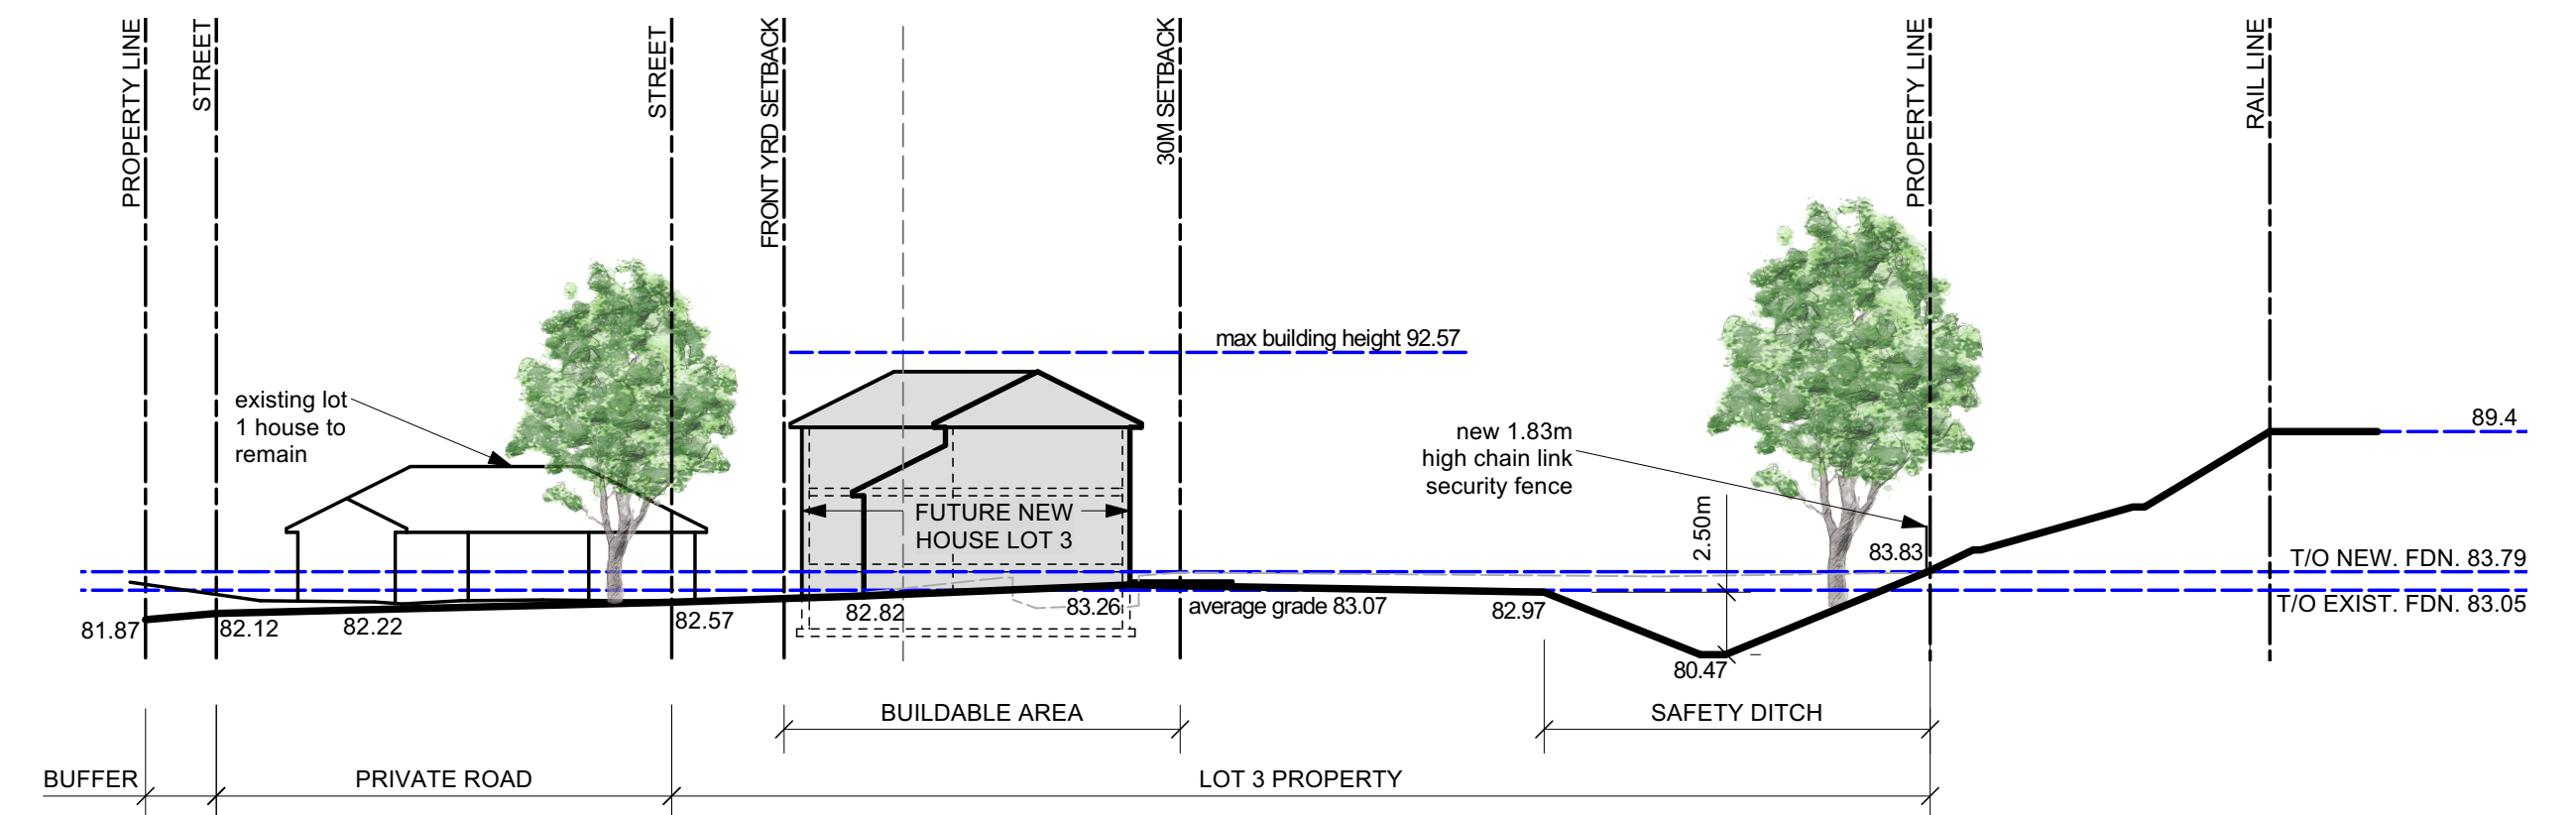 PROPERTY LINE
STREET
STREET
FRONT YRD SETBACK
30M SETBACK
PROPERTY LINE
RAIL LINE
max building height 92.57
existing lot
1 house to
remain
new 1.83m
high chain link
security fence
89.4
FUTURE NEW
HOUSE LOT 3
2.50m
83.83
T/O NEW. FDN. 83.79
T/O EXIST. FDN. 83.05
81.87
82.12
82.22
82.57
82.82
83.26
average grade 83.07
82.97
80.47
BUILDABLE AREA
SAFETY DITCH
BUFFER
PRIVATE ROAD
LOT 3 PROPERTY